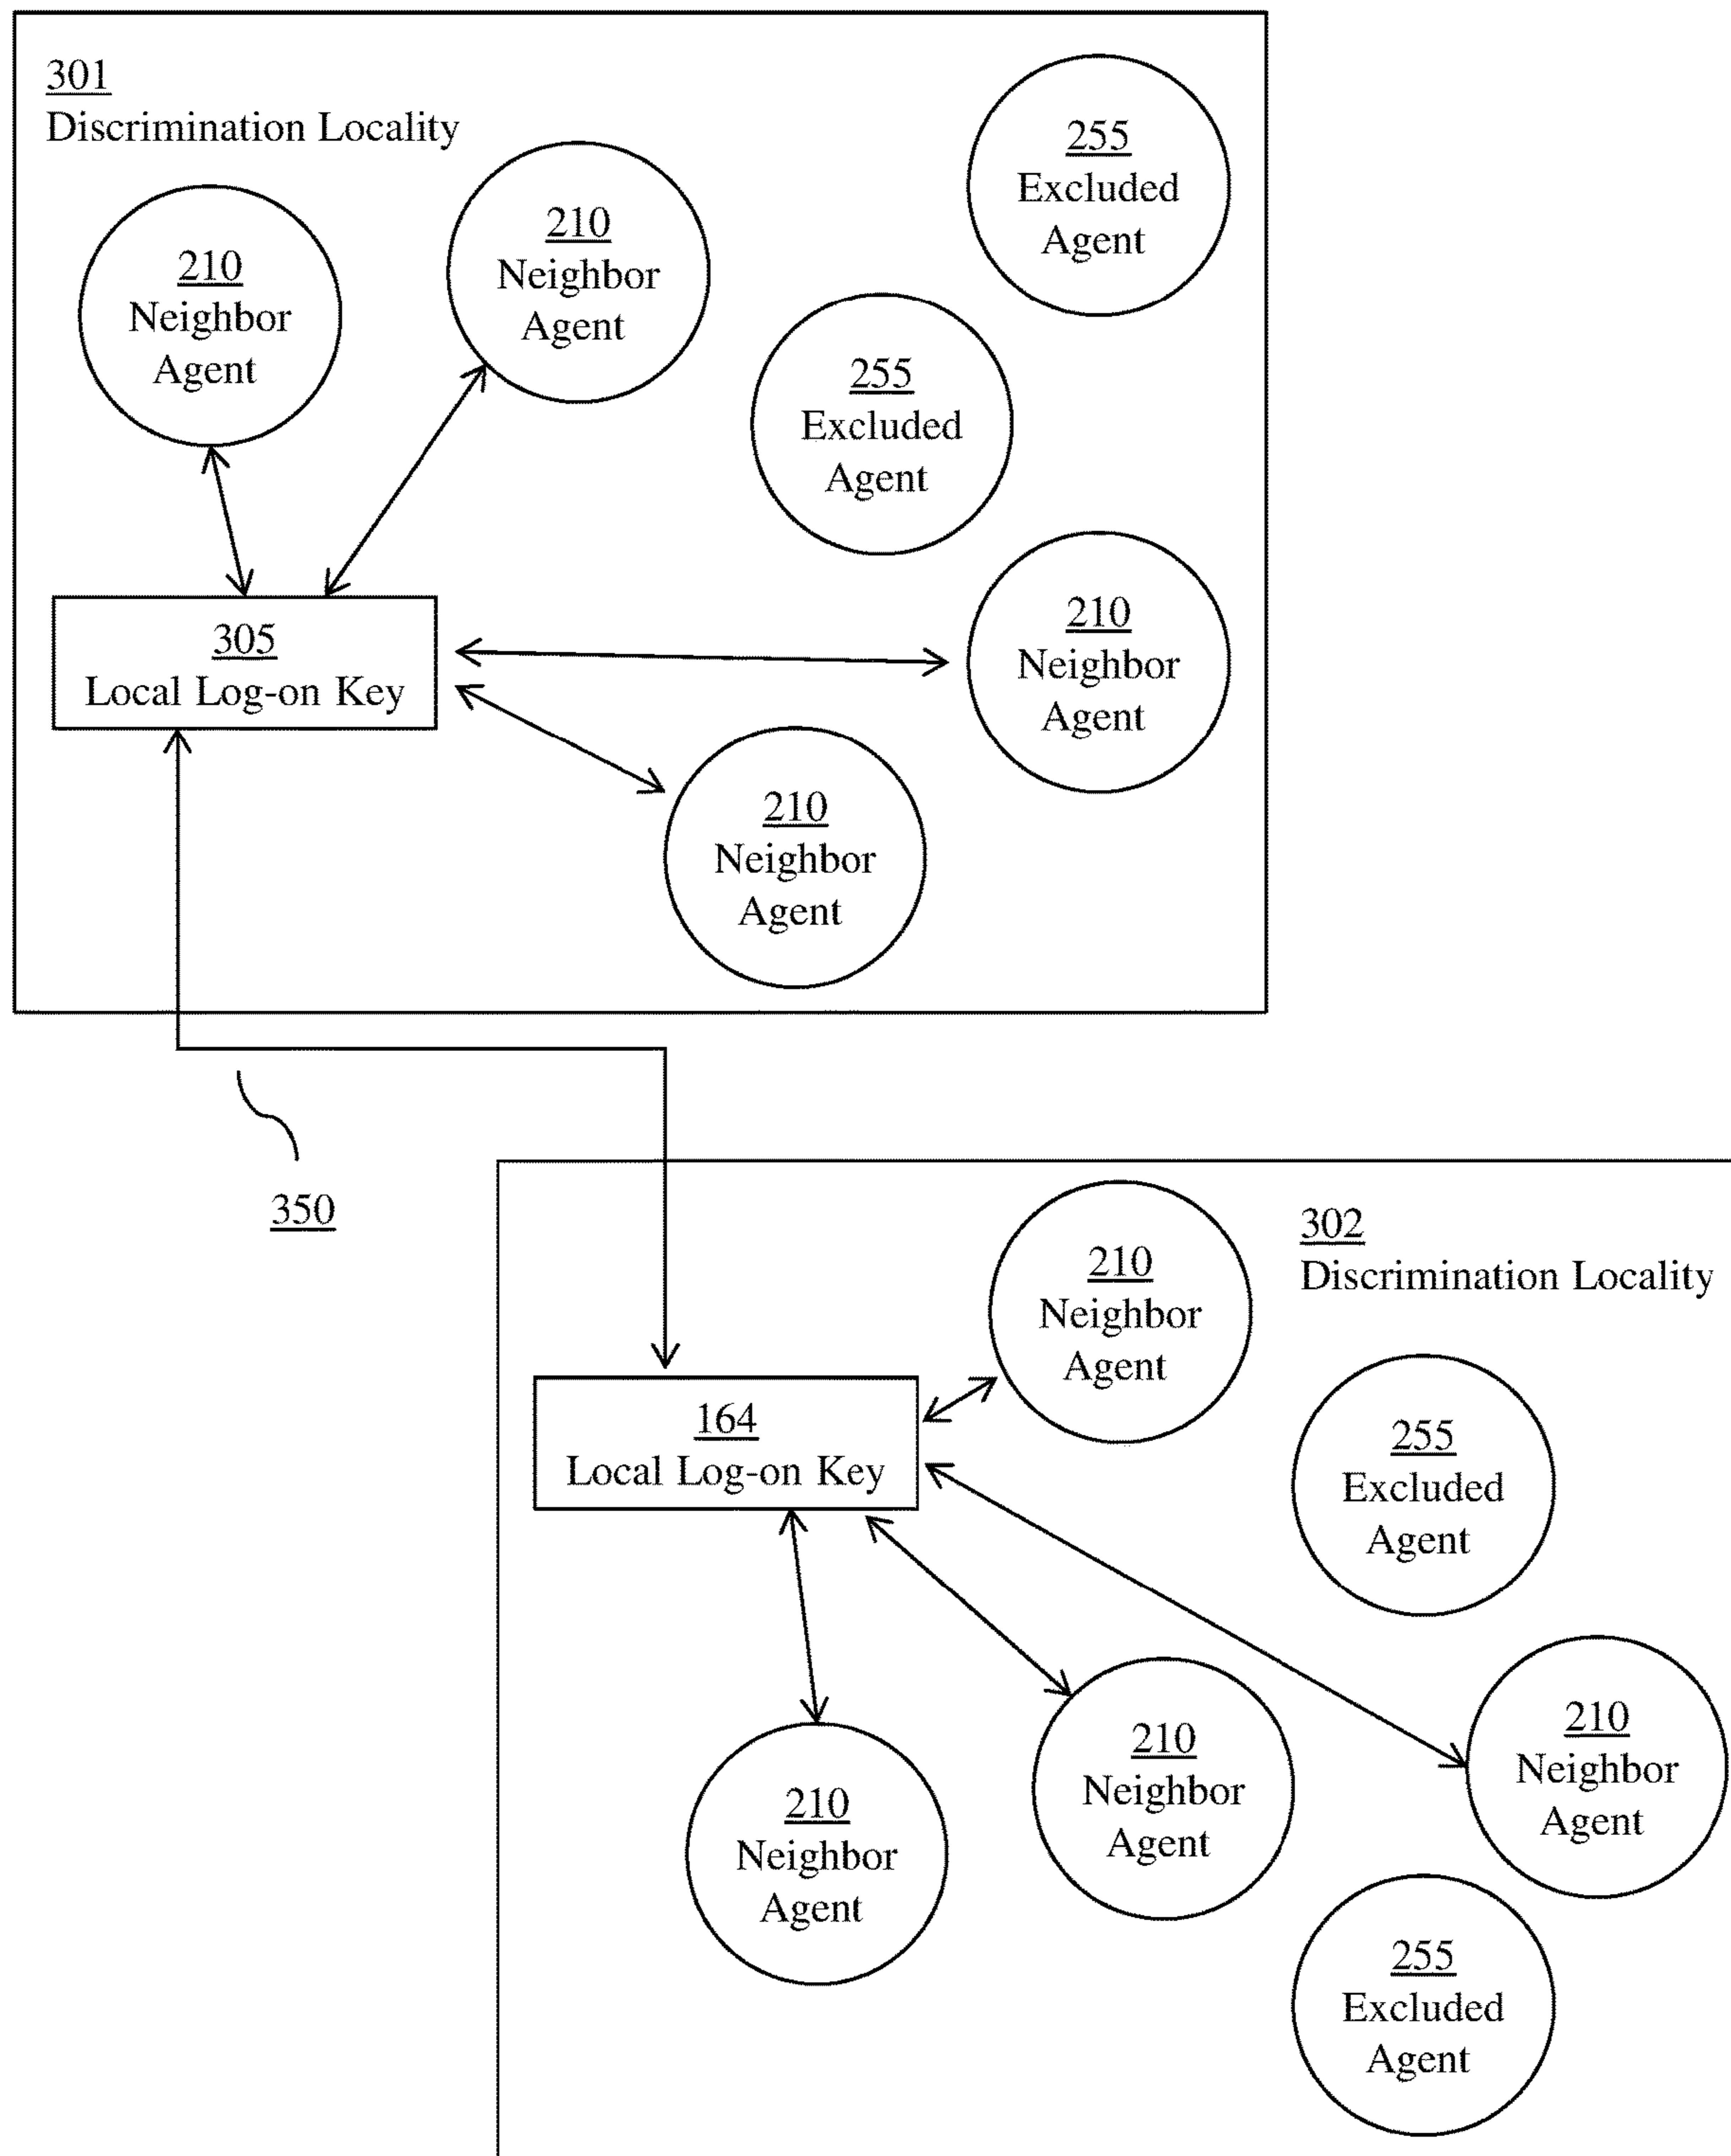 301
Discrimination Locality
255
Excluded
Agent
210
Neighbor
Agent
210
Neighbor
Agent
255
Excluded
Agent
210
Neighbor
Agent
305
Local Log-on Key
210
Neighbor
Agent
350
302
Discrimination Locality
210
Neighbor
Agent
164
Local Log-on Key
255
Excluded
Agent
210
Neighbor
Agent
210
Neighbor
Agent
210
Neighbor
Agent
255
Excluded
Agent